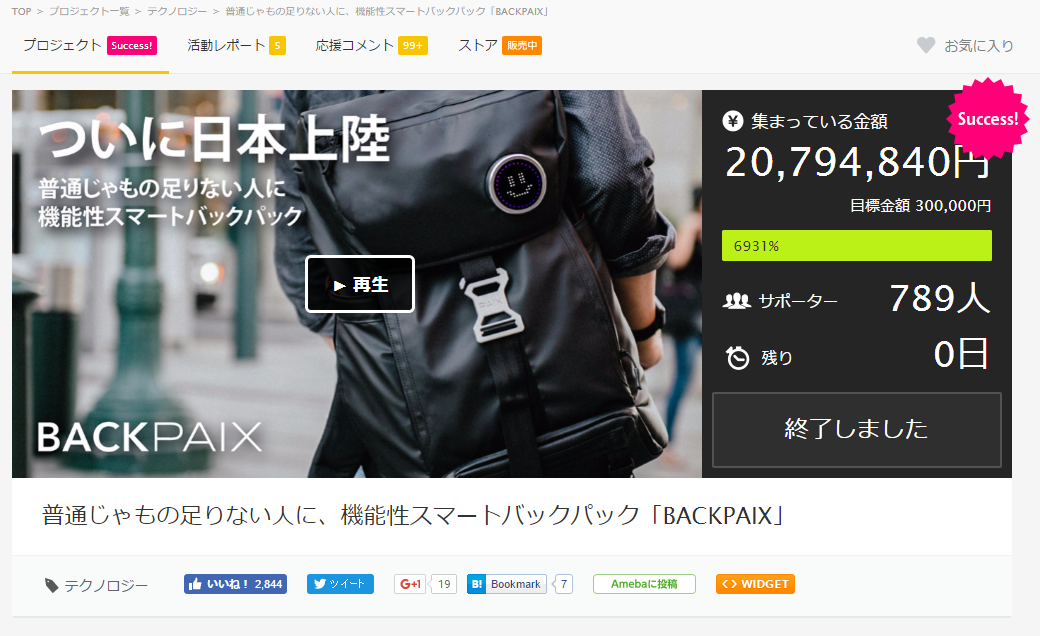 TOP > プロジェクト一覧 > テクノロジー > 普通じゃもの足りない人に、機能性スマートバックパック「BACKPAIX」
プロジェクト Success! 活動レポート 5 応援コメント 99+ ストア 販売中 お気に入り
ついに日本上陸
普通じゃもの足りない人に
機能性スマートバックパック
▶ 再生
BACKPAIX
¥ 集まっている金額
Success!
20,794,840円
目標金額 300,000円
6931%
サポーター 789人
残り 0日
終了しました
普通じゃもの足りない人に、機能性スマートバックパック「BACKPAIX」
テクノロジー いいね! 2,844 ツイート G+1 19 B! Bookmark 7 Amebaに投稿 <> WIDGET